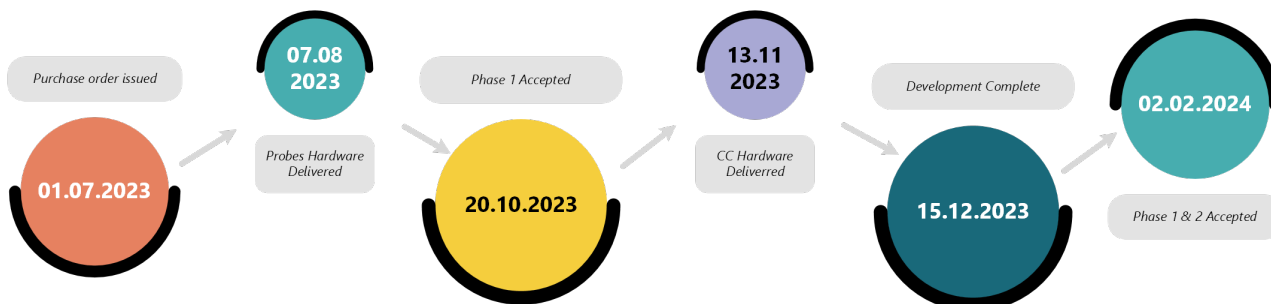 Purchase order issued
01.07.2023
07.08
2023
Probes Hardware
Delivered
Phase 1 Accepted
20.10.2023
13.11
2023
CC Hardware
Deliverred
Development Complete
15.12.2023
02.02.2024
Phase 1 & 2 Accepted